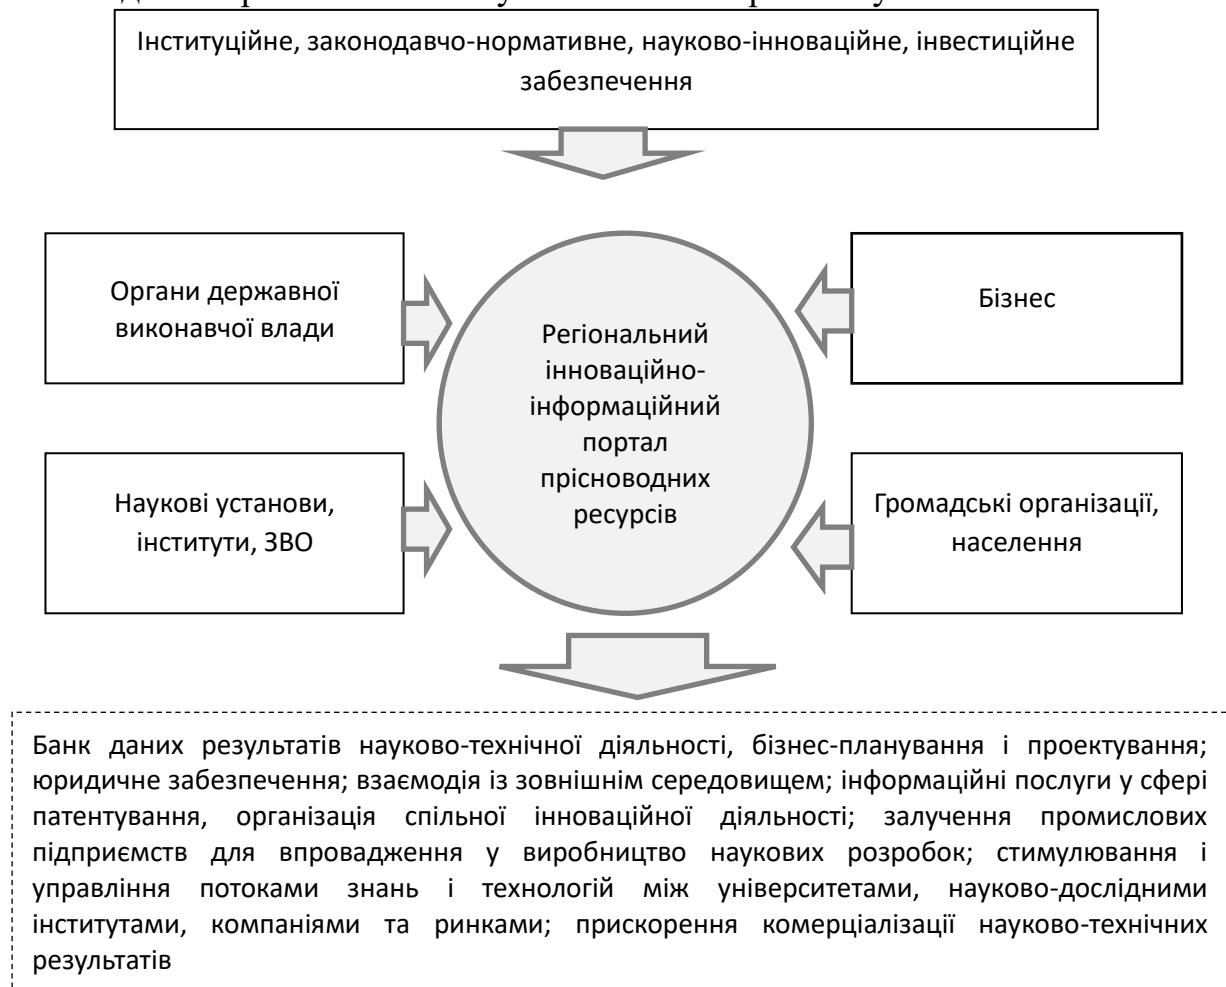 Інституційне, законодавчо-нормативне, науково-інноваційне, інвестиційне
забезпечення
Органи державної
виконавчої влади
Бізнес
Регіональний
інноваційно-
інформаційний
портал
прісноводних
ресурсів
Наукові установи,
інститути, ЗВО
Громадські організації,
населення
Банк даних результатів науково-технічної діяльності, бізнес-планування і проектування;
юридичне забезпечення; взаємодія із зовнішнім середовищем; інформаційні послуги у сфері
патентування, організація спільної інноваційної діяльності; залучення промислових
підприємств для впровадження у виробництво наукових розробок; стимулювання і
управління потоками знань і технологій між університетами, науково-дослідними
інститутами, компаніями та ринками; прискорення комерціалізації науково-технічних
результатів